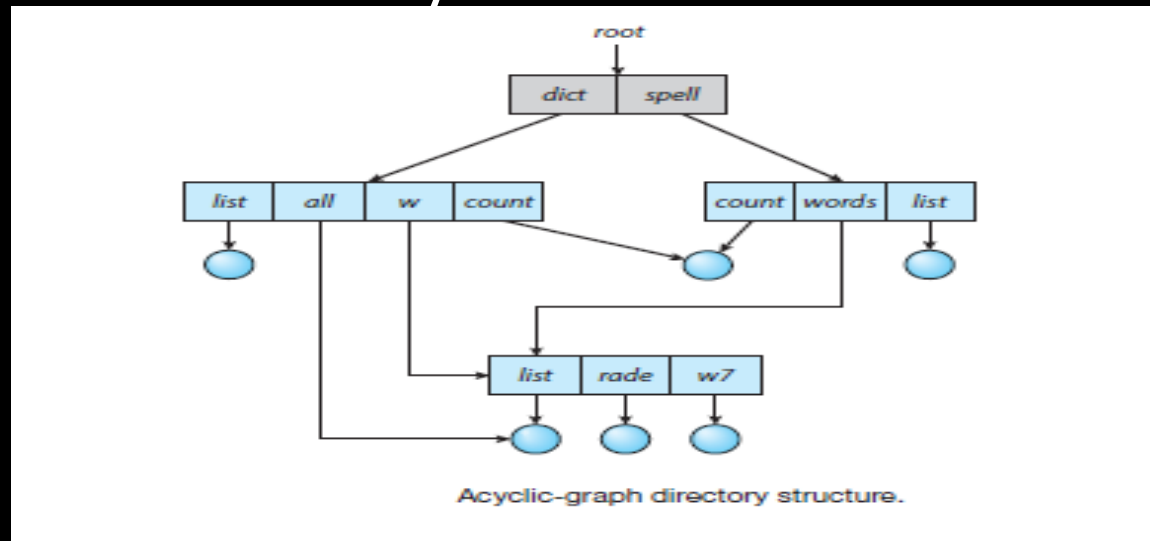 root
dict spell
list all w count count words list
list rade w7
Acyclic-graph directory structure.